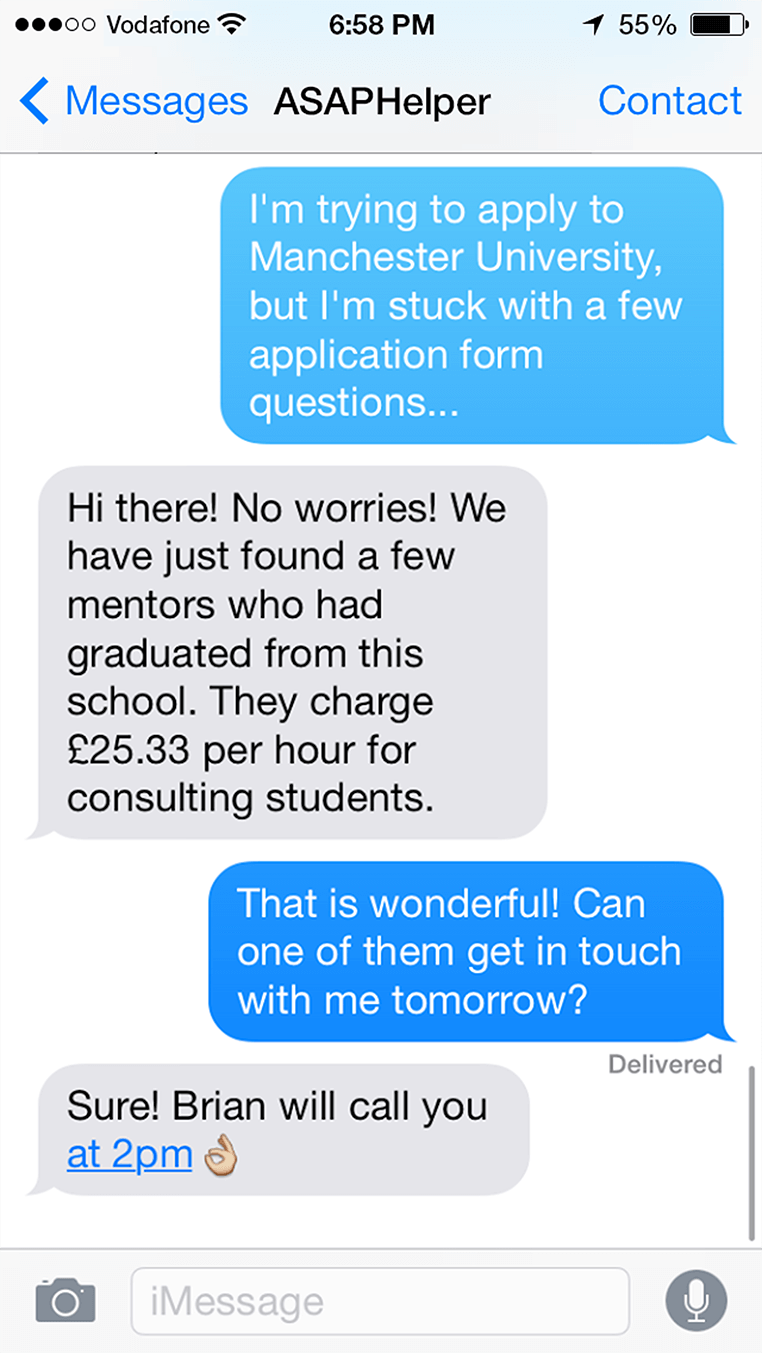 Vodafone 6:58 PM 55%
Messages ASAPHelper Contact
I'm trying to apply to
Manchester University,
but I'm stuck with a few
application form
questions...
Hi there! No worries! We
have just found a few
mentors who had
graduated from this
school. They charge
£25.33 per hour for
consulting students.
That is wonderful! Can
one of them get in touch
with me tomorrow?
Delivered
Sure! Brian will call you
at 2pm👌🏼
iMessage